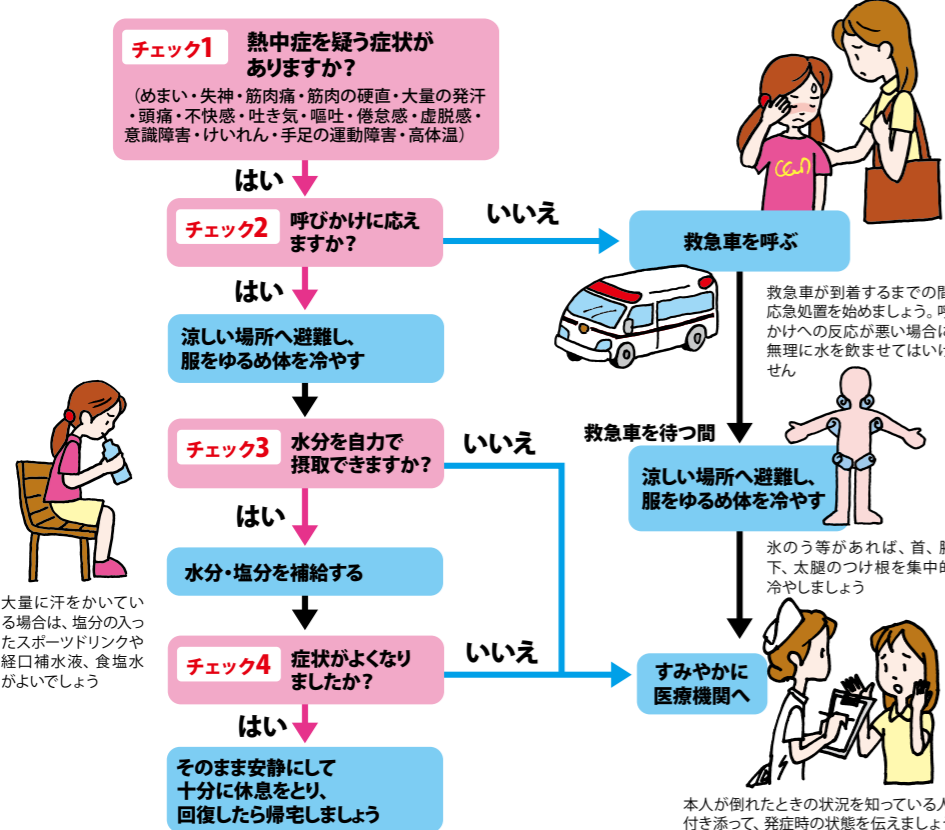 チェック1
熱中症を疑う症状が
ありますか？
（めまい・失神・筋肉痛・筋肉の硬直・大量の発汗
・頭痛・不快感・吐き気・嘔吐・倦怠感・虚脱感・
意識障害・けいれん・手足の運動障害・高体温）
はい
チェック2
呼びかけに応え
ますか？
いいえ
救急車を呼ぶ
救急車が到着するまでの間
応急処置を始めましょう。呼
かけへの反応が悪い場合に
無理に水を飲ませてはいけ
せん
はい
涼しい場所へ避難し、
服をゆるめ体を冷やす
チェック3
水分を自力で
摂取できますか？
いいえ
救急車を待つ間
涼しい場所へ避難し、
服をゆるめ体を冷やす
氷のう等があれば、首、
下、太腿のつけ根を集中的
冷やしましょう
はい
水分・塩分を補給する
大量に汗をかいてい
る場合は、塩分の入っ
たスポーツドリンクや
経口補水液、食塩水
がよいでしょう
チェック4
症状がよくなり
ましたか？
いいえ
すみやかに
医療機関へ
はい
そのまま安静にして
十分に休息をとり、
回復したら帰宅しましょう
本人が倒れたときの状況を知っている人
付き添って、発症時の状態を伝えましょ